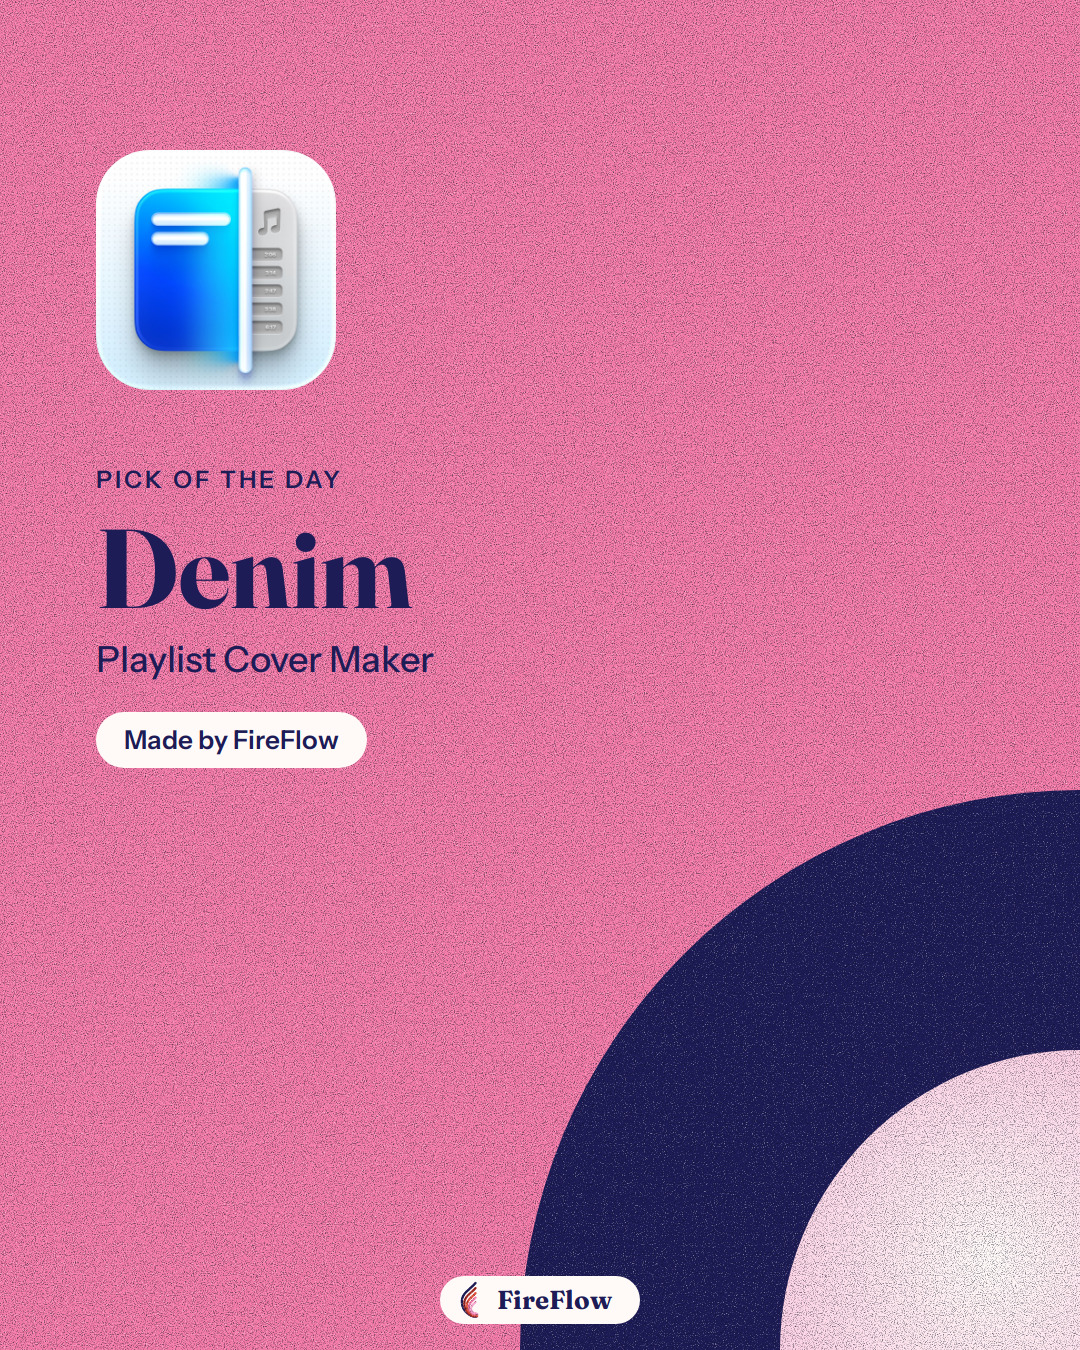 PICK OF THE DAY
Denim
Playlist Cover Maker
Made by FireFlow
FireFlow